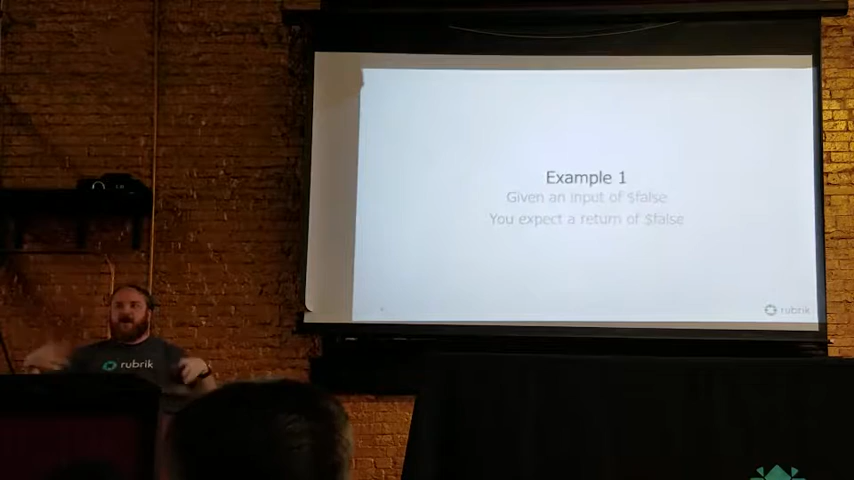 Example 1
Given an input of $false
You expect a return of $false
rubrik
rubrik